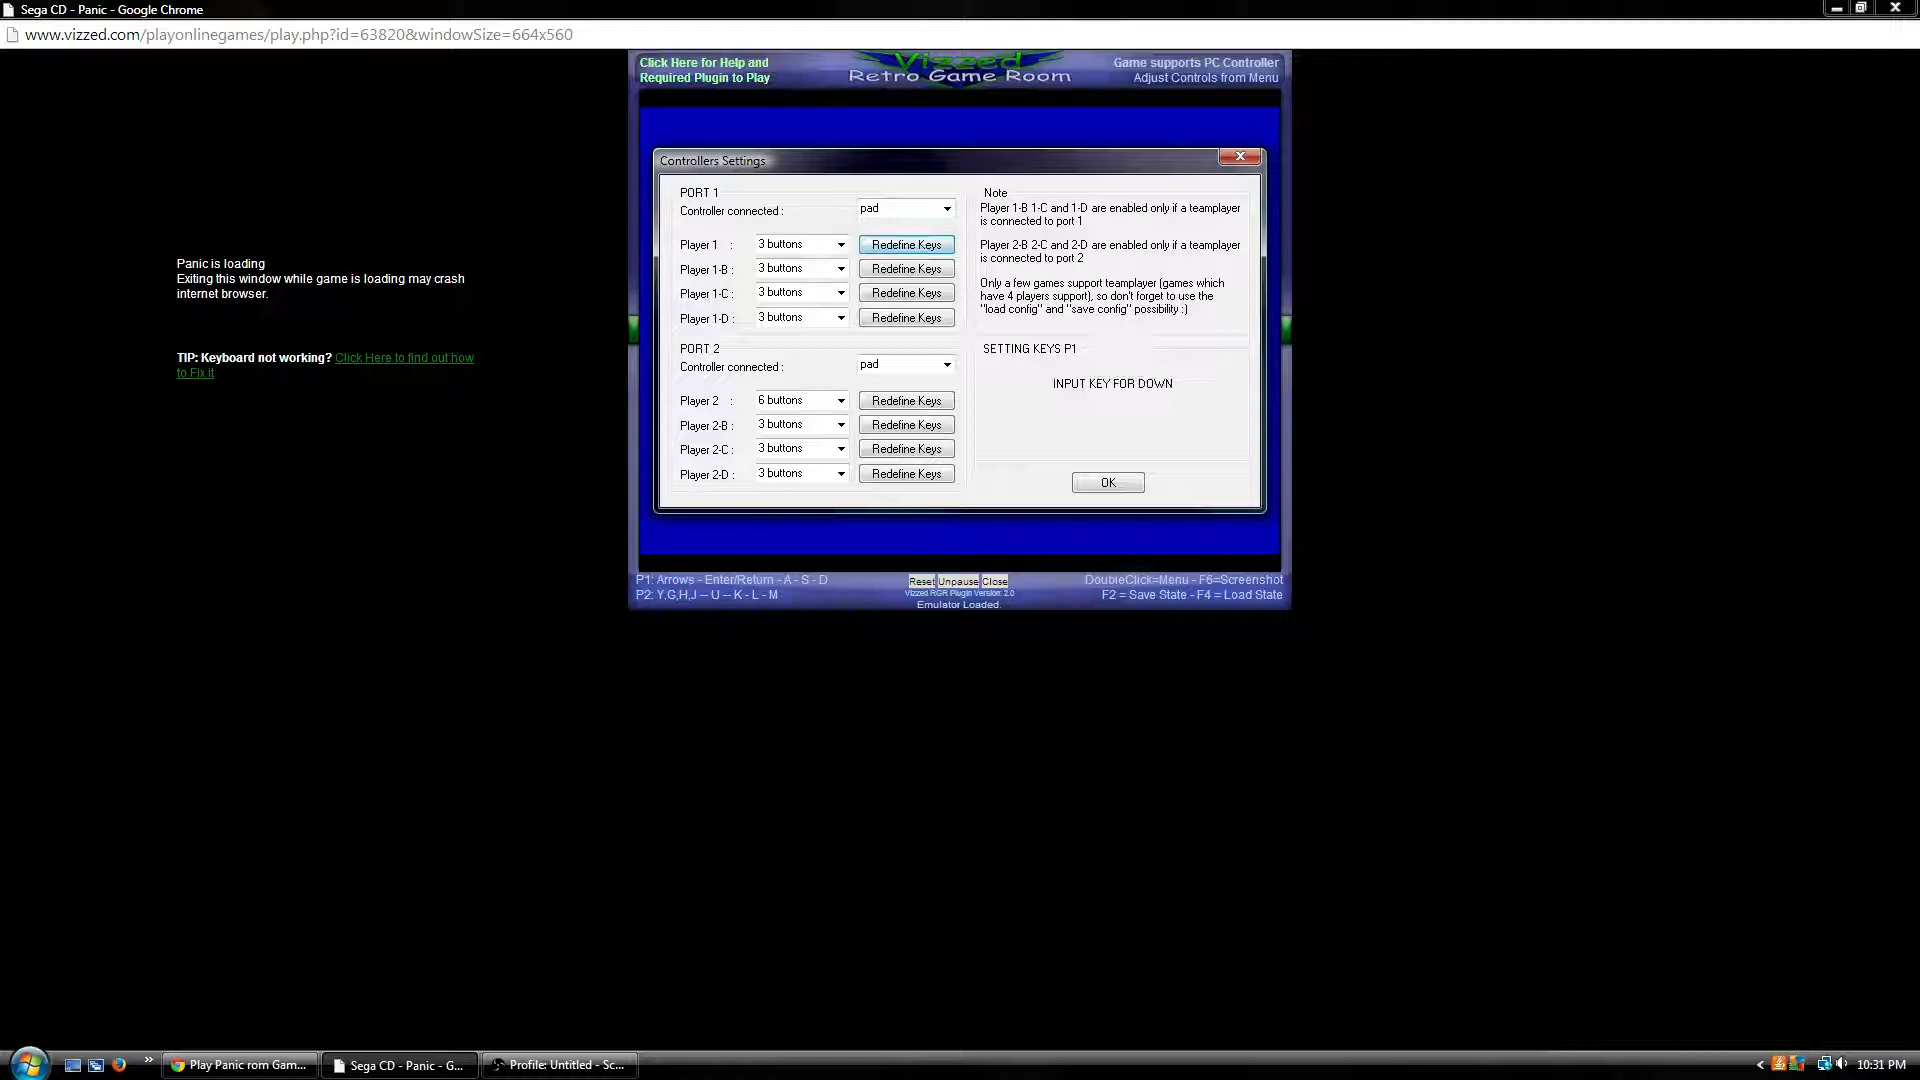 Sega CD - Panic - Google Chrome
www.vizzed.com/playonlinegames/play.php?id=63820&windowSize=664x560
Click Here for Help and
Required Plugin to Play
Vizzed
Retro Game Room
Game supports PC Controller
Adjust Controls from Menu
Panic is loading
Exiting this window while game is loading may crash
internet browser.
TIP: Keyboard not working? Click Here to find out how
to Fix it
Controllers Settings
PORT 1
Controller connected : pad
Player 1 : 3 buttons Redefine Keys
Player 1-B : 3 buttons Redefine Keys
Player 1-C : 3 buttons Redefine Keys
Player 1-D : 3 buttons Redefine Keys
PORT 2
Controller connected : pad
Player 2 : 6 buttons Redefine Keys
Player 2-B : 3 buttons Redefine Keys
Player 2-C : 3 buttons Redefine Keys
Player 2-D : 3 buttons Redefine Keys
Note
Player 1-B 1-C and 1-D are enabled only if a teamplayer
is connected to port 1
Player 2-B 2-C and 2-D are enabled only if a teamplayer
is connected to port 2
Only a few games support teamplayer (games which
have 4 players support), so don't forget to use the
"load config" and "save config" possibility :)
SETTING KEYS P1
INPUT KEY FOR DOWN
OK
P1: Arrows - Enter/Return - A - S - D
P2: Y,G,H,J -- U -- K - L - M
Reset Unpause Close
Vizzed RGR Plugin Version: 2.0
Emulator Loaded.
DoubleClick=Menu - F6=Screenshot
F2 = Save State - F4 = Load State
Play Panic rom Gam...
Sega CD - Panic - G...
Profile: Untitled - Sc...
10:31 PM